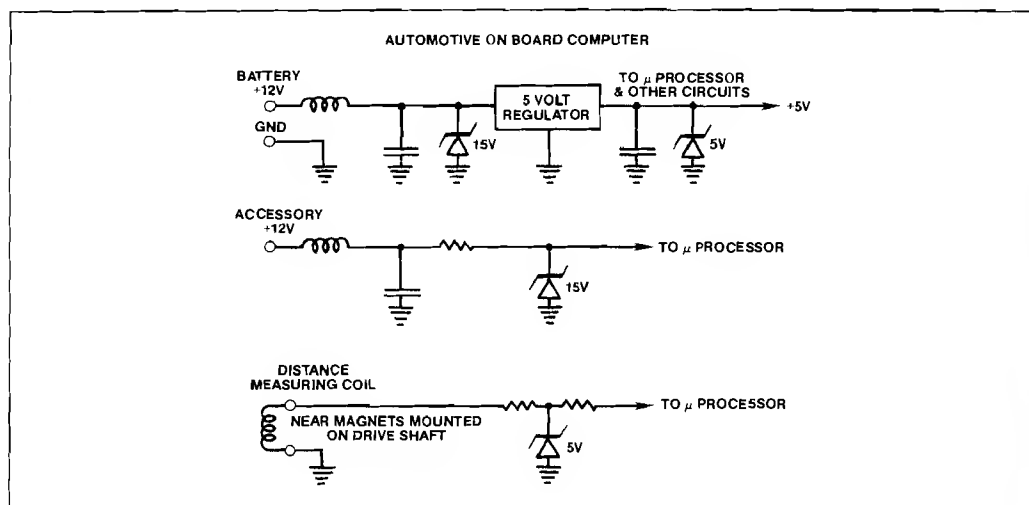 AUTOMOTIVE ON BOARD COMPUTER
BATTERY
+12V
GND
15V
5 VOLT
REGULATOR
TO μ PROCESSOR
& OTHER CIRCUITS
+5V
5V
ACCESSORY
+12V
15V
TO μ PROCESSOR
DISTANCE
MEASURING COIL
NEAR MAGNETS MOUNTED
ON DRIVE SHAFT
5V
TO μ PROCESSOR